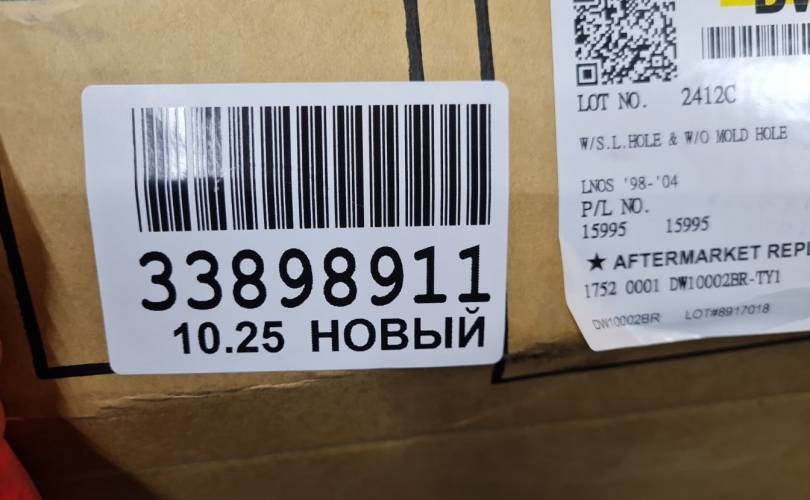 33898911
10.25 НОВЫЙ
LOT NO. 2412C
W/S.L.HOLE & W/O MOLD HOLE
LNOS '98-'04
P/L NO.
15995 15995
★ AFTERMARKET REPL
1752 0001 DW10002BR-TY1
DW10002BR LOT#8917018